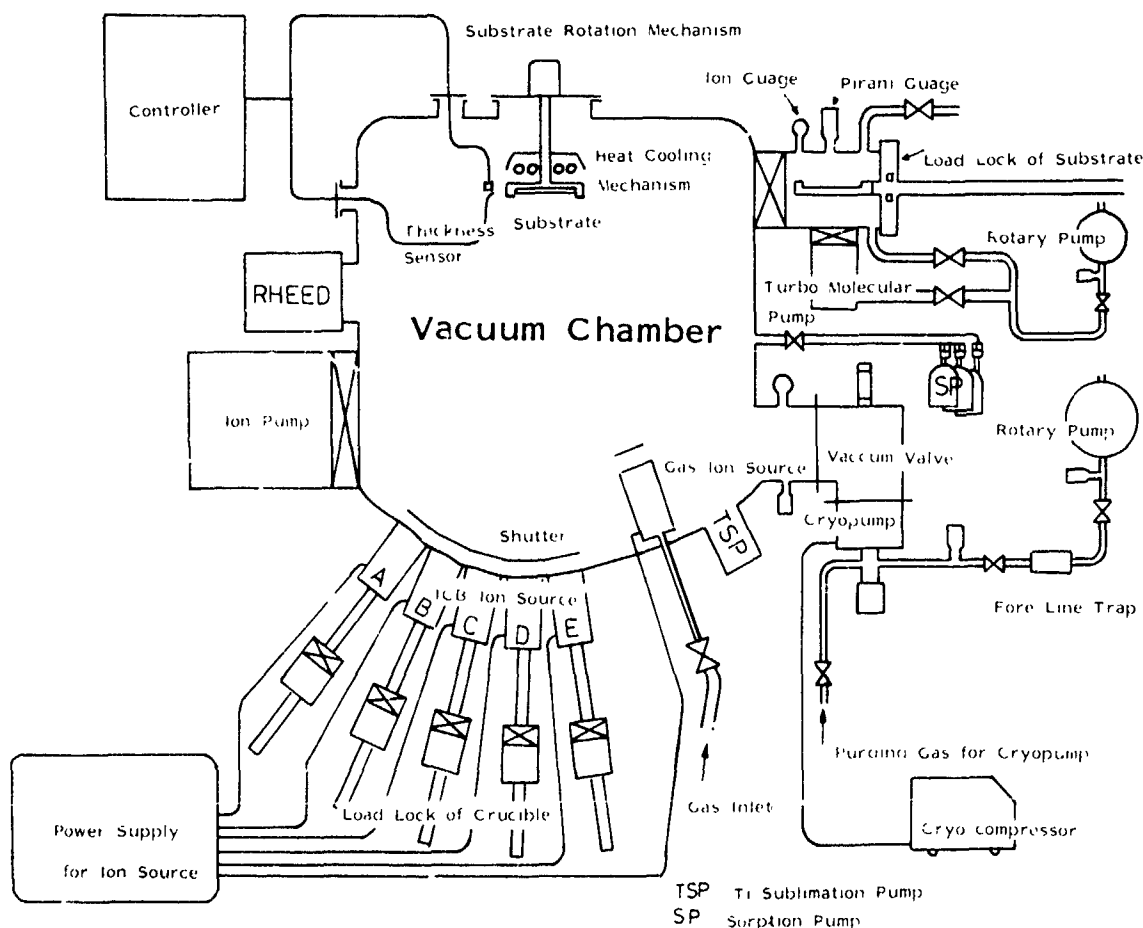 Substrate Rotation Mechanism
Controller
Ion Guage
Pirani Guage
Heat Cooling
Mechanism
Load Lock of Substrate
Substrate
Thickness
Sensor
Rotary Pump
RHEED
Turbo Molecular
Pump
Vacuum Chamber
SP
Ion Pump
Rotary Pump
Gas Ion Source
Vaccum Valve
TSP
Cryopump
Shutter
A
ICB Ion Source
B
C
D
E
Fore Line Trap
Purging Gas for Cryopump
Gas Inlet
Load Lock of Crucible
Power Supply
for Ion Source
Cryo compressor
TSP Ti Sublimation Pump
SP Sorption Pump